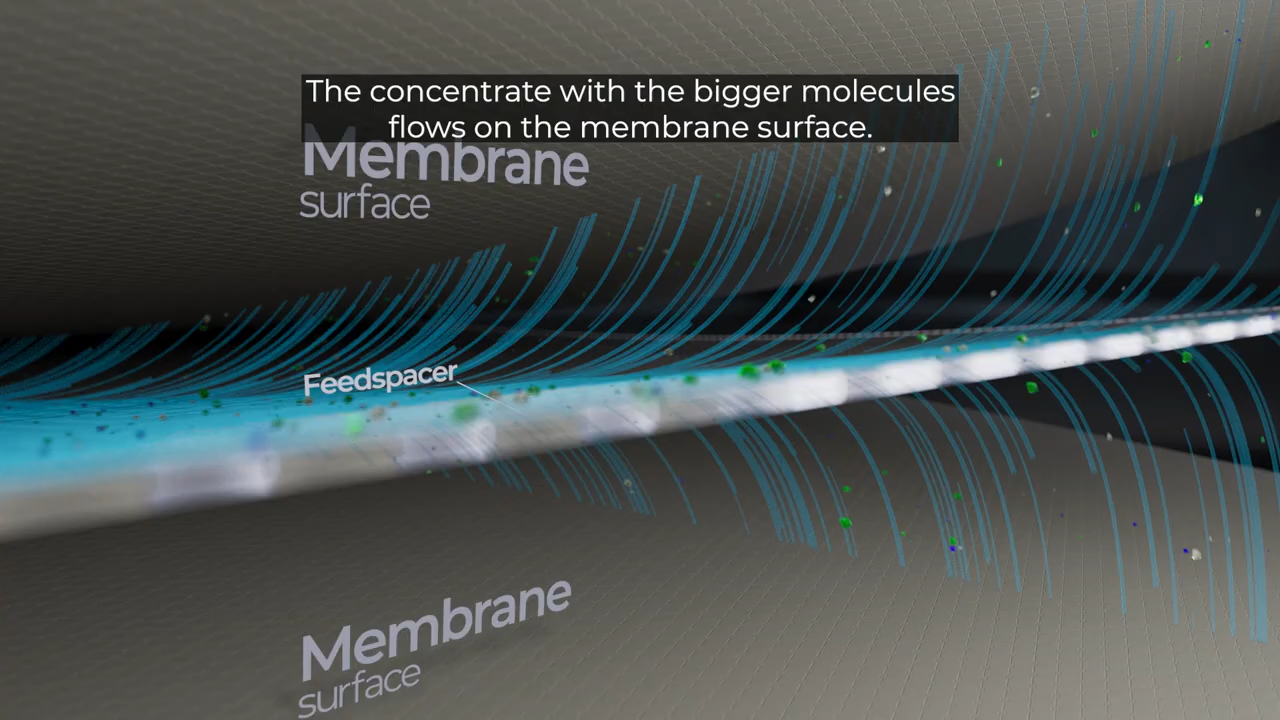 The concentrate with the bigger molecules
flows on the membrane surface.
Membrane
surface
Feedspacer
Membrane
surface